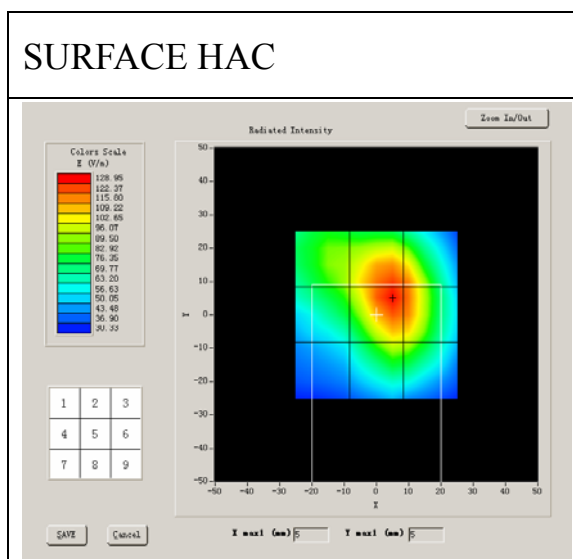 SURFACE HAC
Zoom In/Out
Radiated Intensity
Colors Scale
E (V/m)
128.95
122.37
115.80
109.22
102.65
96.07
89.50
82.92
76.35
69.77
63.20
56.63
50.05
43.48
36.90
30.33
50
40
30
20
10
0
-10
-20
-30
-40
-50
Y
-50 -40 -30 -20 -10 0 10 20 30 40 50
X
1 2 3
4 5 6
7 8 9
SAVE Cancel
X max1 (mm) 5 Y max1 (mm) 5